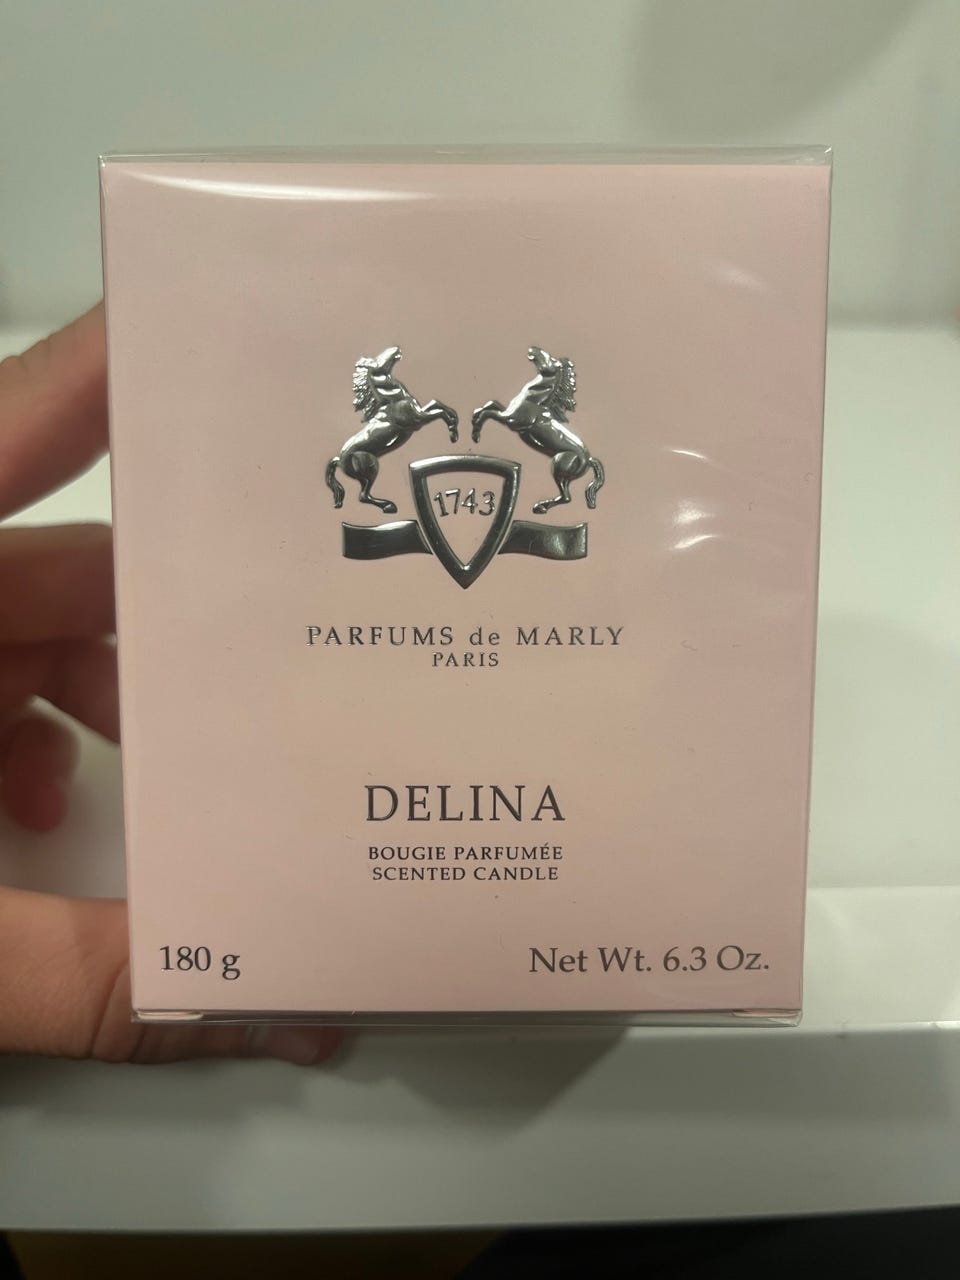 1743
PARFUMS de MARLY
PARIS
DELINA
BOUGIE PARFUMÉE
SCENTED CANDLE
180 g
Net Wt. 6.3 Oz.